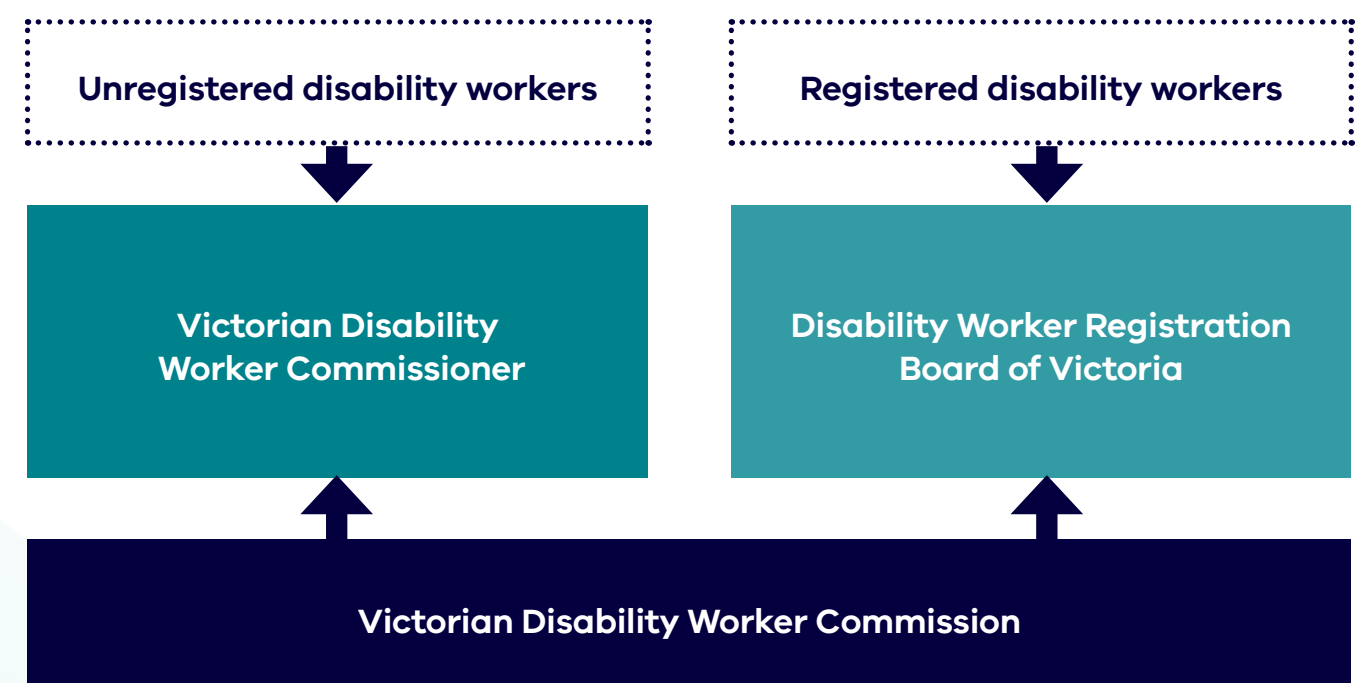 Unregistered disability workers
Registered disability workers
Victorian Disability
Worker Commissioner
Disability Worker Registration
Board of Victoria
Victorian Disability Worker Commission